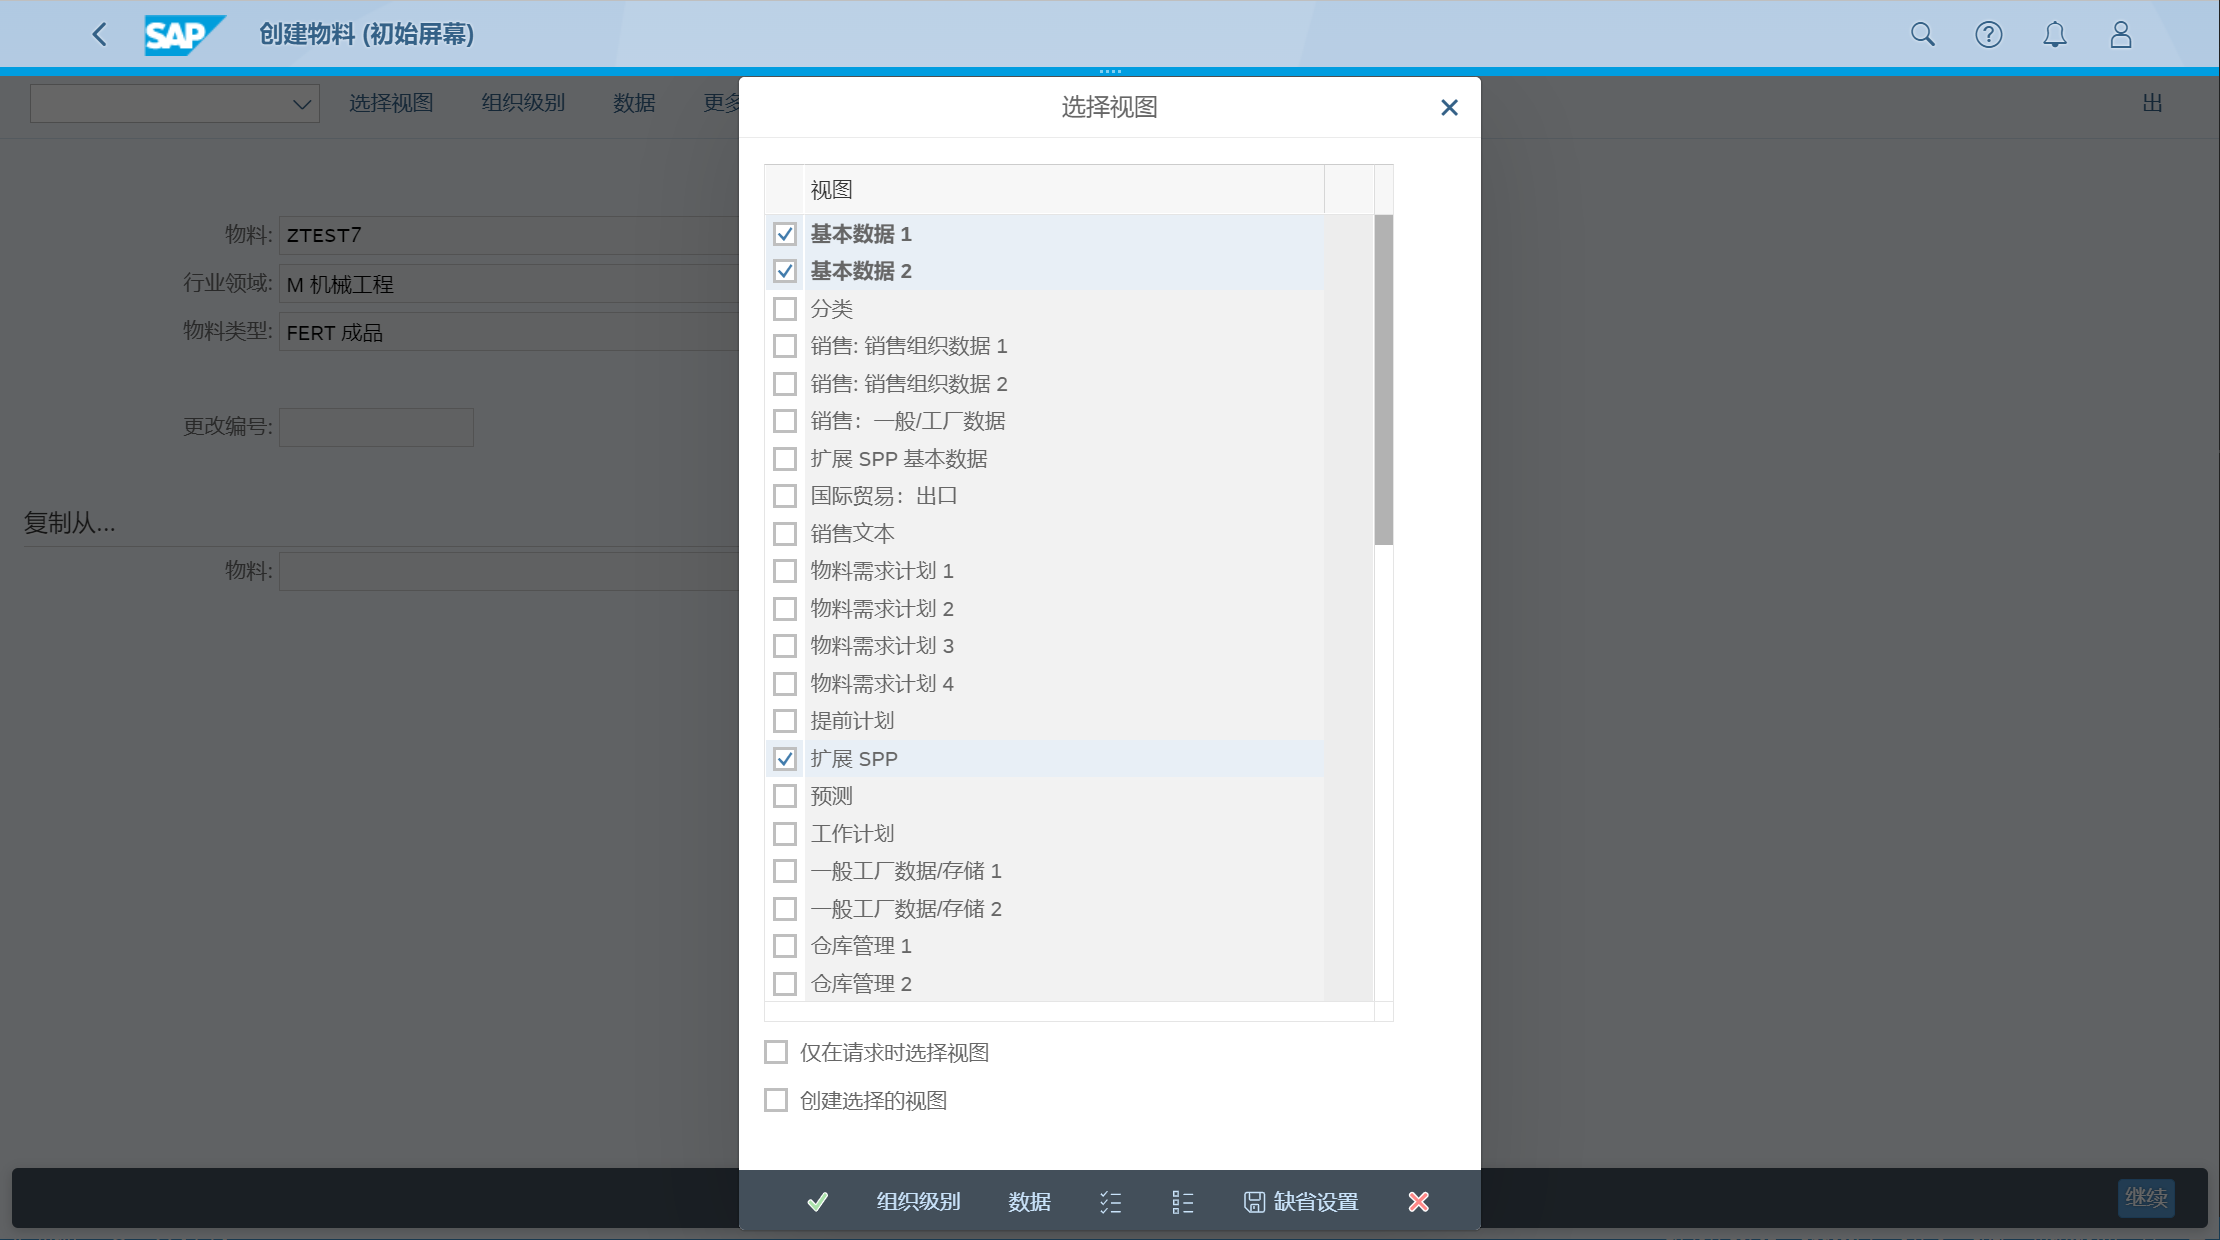 SAP
创建物料 (初始屏幕)
选择视图 组织级别 数据 更多
出
物料: ZTEST7
行业领域: M 机械工程
物料类型: FERT 成品
更改编号:
复制从...
物料:
选择视图
视图
基本数据 1
基本数据 2
分类
销售: 销售组织数据 1
销售: 销售组织数据 2
销售：一般/工厂数据
扩展 SPP 基本数据
国际贸易：出口
销售文本
物料需求计划 1
物料需求计划 2
物料需求计划 3
物料需求计划 4
提前计划
扩展 SPP
预测
工作计划
一般工厂数据/存储 1
一般工厂数据/存储 2
仓库管理 1
仓库管理 2
仅在请求时选择视图
创建选择的视图
组织级别 数据 缺省设置
继续